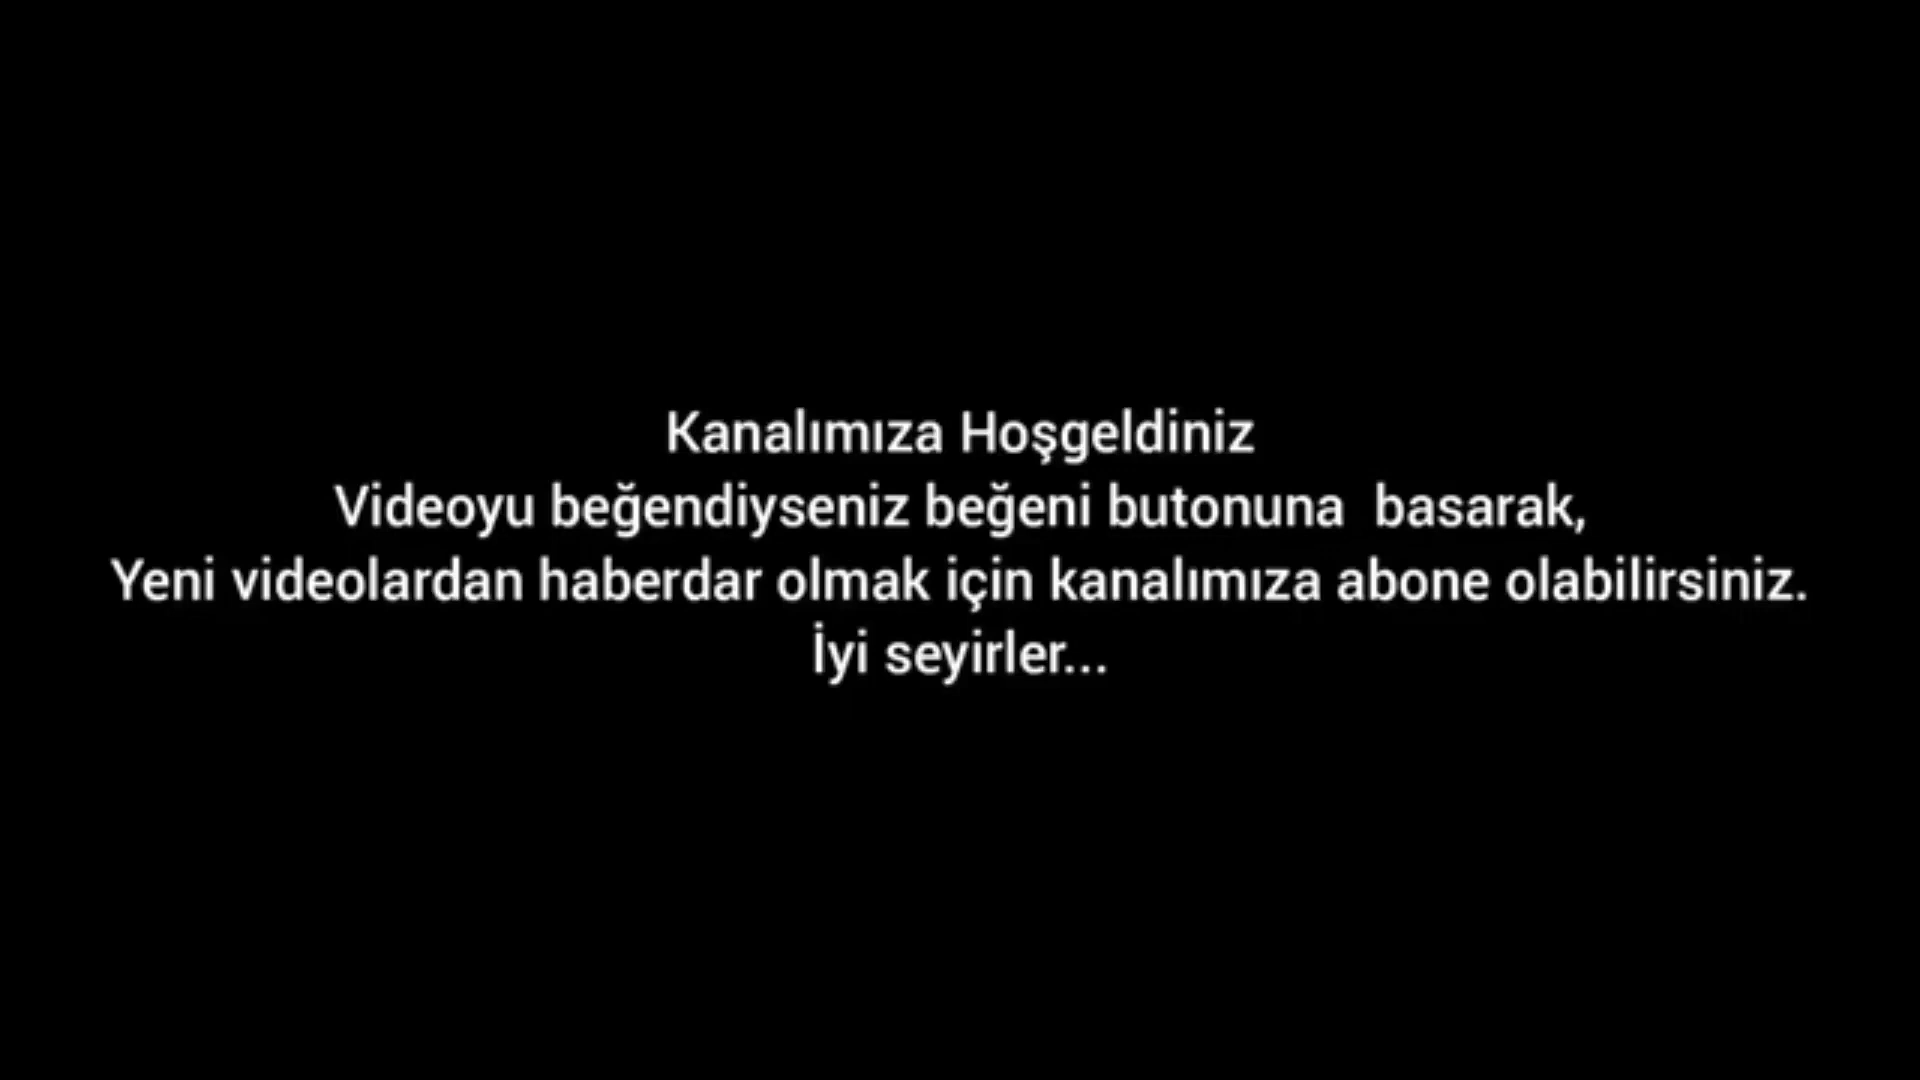 Kanalımıza Hoşgeldiniz
Videoyu beğendiyseniz beğeni butonuna  basarak,
Yeni videolardan haberdar olmak için kanalımıza abone olabilirsiniz.
İyi seyirler...